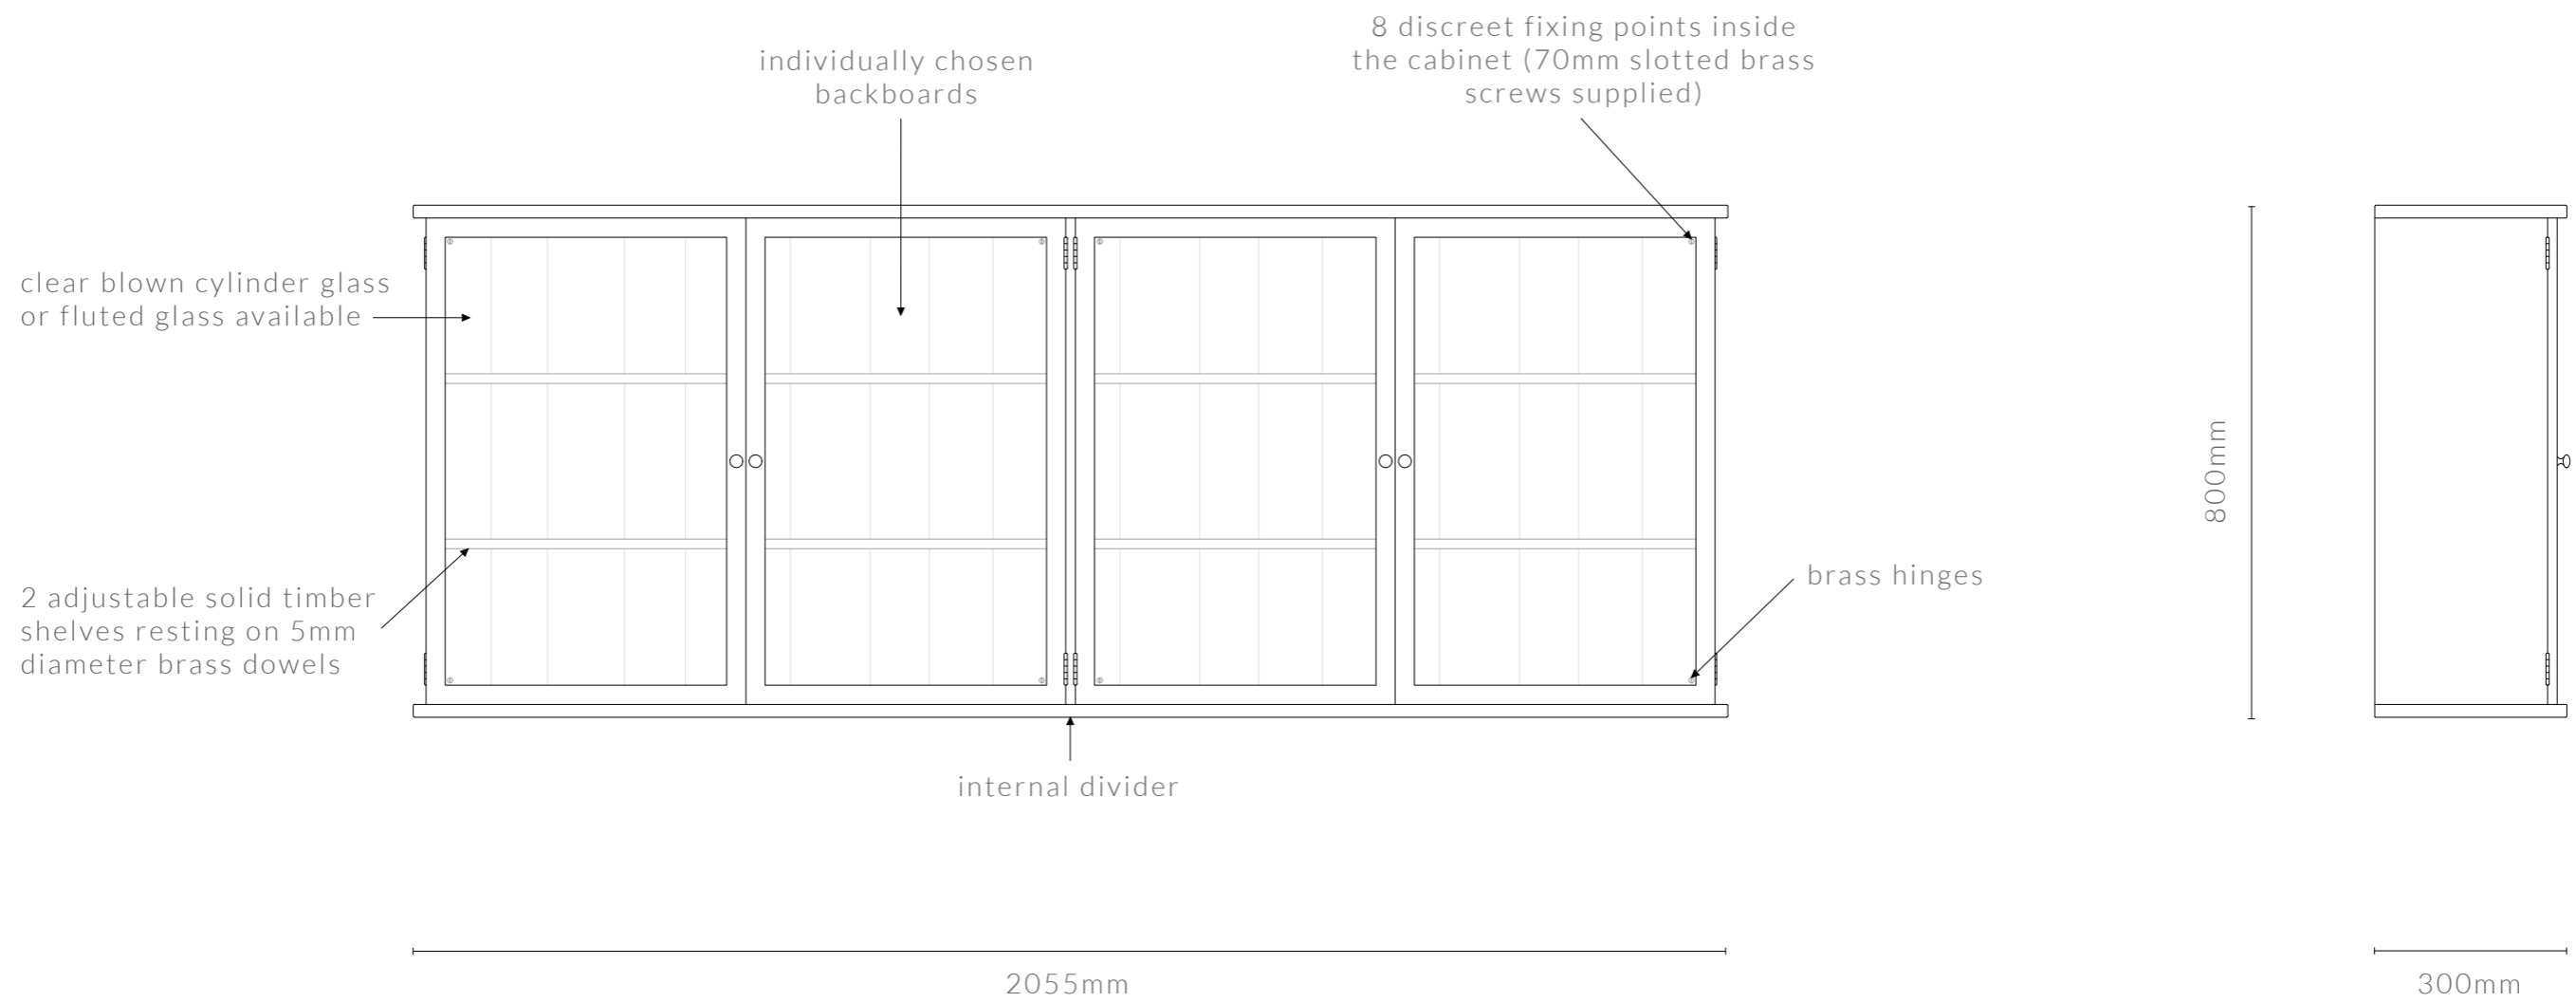 8 discreet fixing points inside
the cabinet (70mm slotted brass
screws supplied)
individually chosen
backboards
clear blown cylinder glass
or fluted glass available
800mm
brass hinges
2 adjustable solid timber
shelves resting on 5mm
diameter brass dowels
internal divider
2055mm
300mm